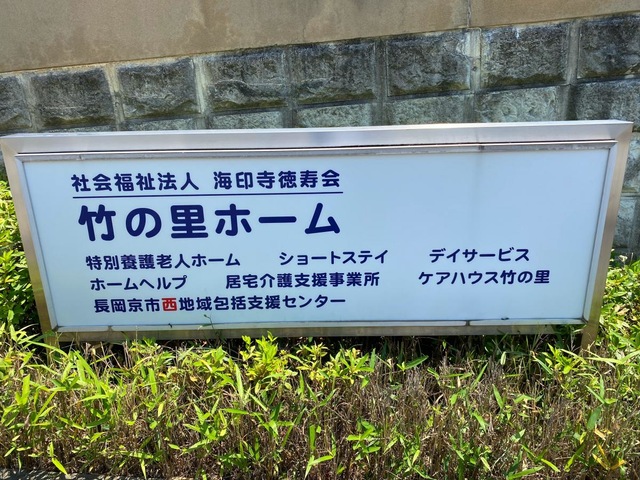 社会福祉法人 海印寺徳寿会
竹の里ホーム
特別養護老人ホーム ショートステイ デイサービス
ホームヘルプ 居宅介護支援事業所 ケアハウス竹の里
長岡京市西地域包括支援センター